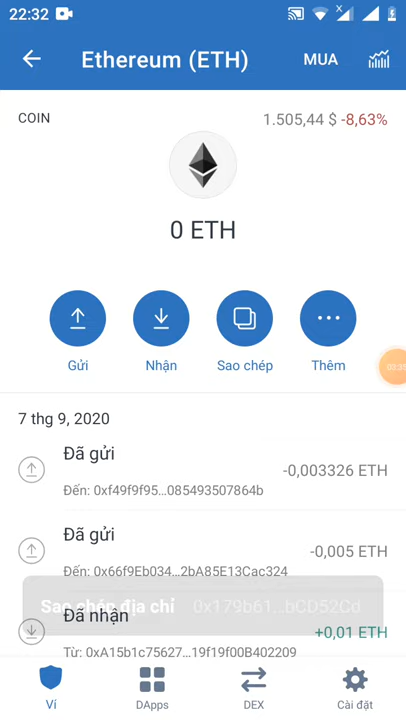 22:32
Ethereum (ETH)
MUA
COIN
1.505,44 $ -8,63%
0 ETH
Gửi
Nhận
Sao chép
Thêm
7 thg 9, 2020
Đã gửi
-0,003326 ETH
Đến: 0xf49f9f95...085493507864b
Đã gửi
-0,005 ETH
Đến: 0x66f9Eb034...2bA85E13Cac324
Sao chép địa chỉ 0x179b61...bCD52Cd
Đã nhận
+0,01 ETH
Từ: 0xA15b1c75627...19f19f00B402209
Ví
DApps
DEX
Cài đặt